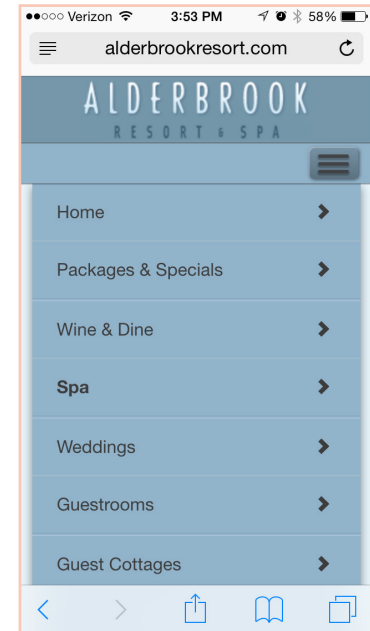 Verizon 3:53 PM 58%
alderbrookresort.com
ALDERBROOK
RESORT & SPA
Home
Packages & Specials
Wine & Dine
Spa
Weddings
Guestrooms
Guest Cottages